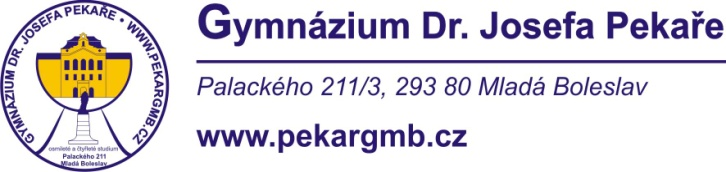 GYMNÁZIUM DR. JOSEFA PEKAŘE • WWW.PEKARGMB.CZ
osmileté a čtyřleté studium
Palackého 211
Mladá Boleslav
Gymnázium Dr. Josefa Pekaře
Palackého 211/3, 293 80 Mladá Boleslav
www.pekargmb.cz